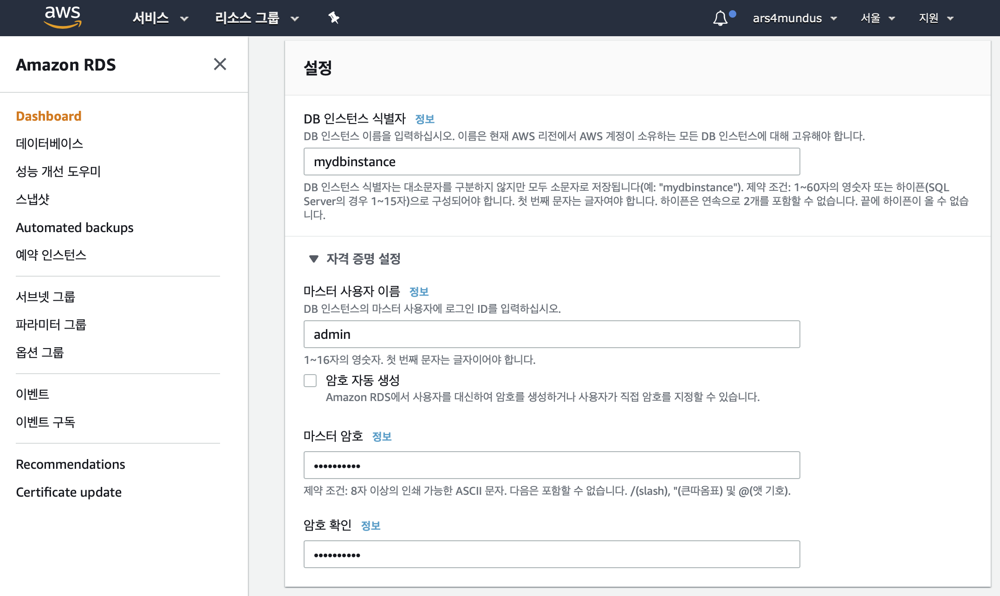 aws
서비스
리소스 그룹
ars4mundus
서울
지원
Amazon RDS
Dashboard
데이터베이스
성능 개선 도우미
스냅샷
Automated backups
예약 인스턴스
서브넷 그룹
파라미터 그룹
옵션 그룹
이벤트
이벤트 구독
Recommendations
Certificate update
설정
DB 인스턴스 식별자 정보
DB 인스턴스 이름을 입력하십시오. 이름은 현재 AWS 리전에서 AWS 계정이 소유하는 모든 DB 인스턴스에 대해 고유해야 합니다.
mydbinstance
DB 인스턴스 식별자는 대소문자를 구분하지 않지만 모두 소문자로 저장됩니다(예: "mydbinstance"). 제약 조건: 1~60자의 영숫자 또는 하이픈(SQL
Server의 경우 1~15자)으로 구성되어야 합니다. 첫 번째 문자는 글자여야 합니다. 하이픈은 연속으로 2개를 포함할 수 없습니다. 끝에 하이픈이 올 수 없습
니다.
자격 증명 설정
마스터 사용자 이름 정보
DB 인스턴스의 마스터 사용자에 로그인 ID를 입력하십시오.
admin
1~16자의 영숫자. 첫 번째 문자는 글자이어야 합니다.
암호 자동 생성
Amazon RDS에서 사용자를 대신하여 암호를 생성하거나 사용자가 직접 암호를 지정할 수 있습니다.
마스터 암호 정보
••••••••••
제약 조건: 8자 이상의 인쇄 가능한 ASCII 문자. 다음은 포함할 수 없습니다. /(slash), "(큰따옴표) 및 @(앳 기호).
암호 확인 정보
••••••••••